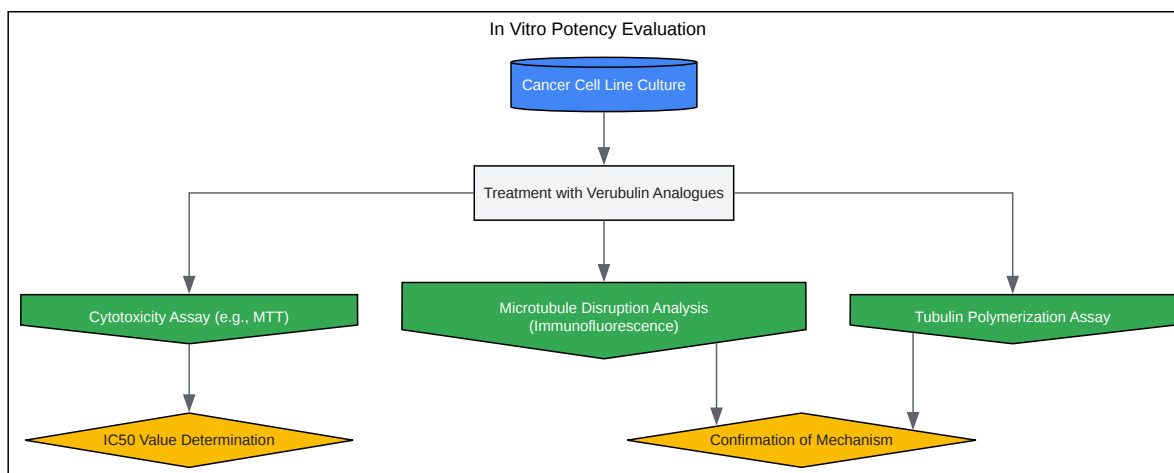 In Vitro Potency Evaluation
Cancer Cell Line Culture
Treatment with Verubulin Analogues
Cytotoxicity Assay (e.g., MTT)
Microtubule Disruption Analysis
(Immunofluorescence)
Tubulin Polymerization Assay
IC50 Value Determination
Confirmation of Mechanism